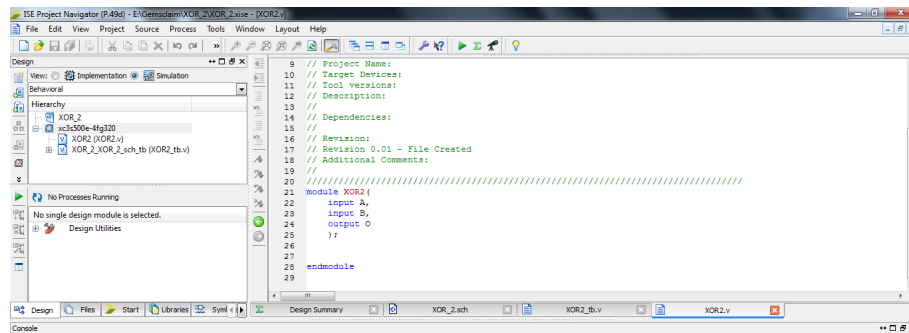 ISE Project Navigator (P.49d) - E:\Gemsclaim\XOR_2\XOR_2.xise - [XOR2.v]
File Edit View Project Source Process Tools Window Layout Help
Design
View: Implementation Simulation
Behavioral
Hierarchy
XOR_2
xc3s500e-4fg320
XOR2 (XOR2.v)
XOR_2_XOR_2_sch_tb (XOR2_tb.v)
No Processes Running
No single design module is selected.
Design Utilities
9 // Project Name:
10 // Target Devices:
11 // Tool versions:
12 // Description:
13 //
14 // Dependencies:
15 //
16 // Revision:
17 // Revision 0.01 - File Created
18 // Additional Comments:
19 //
20 //////////////////////////////////////////////////////////////////////////////////
21 module XOR2(
22 input A,
23 input B,
24 output O
25 );
26
27
28 endmodule
29
Design Files Start Libraries Symb
Design Summary XOR_2.sch XOR2_tb.v XOR2.v
Console